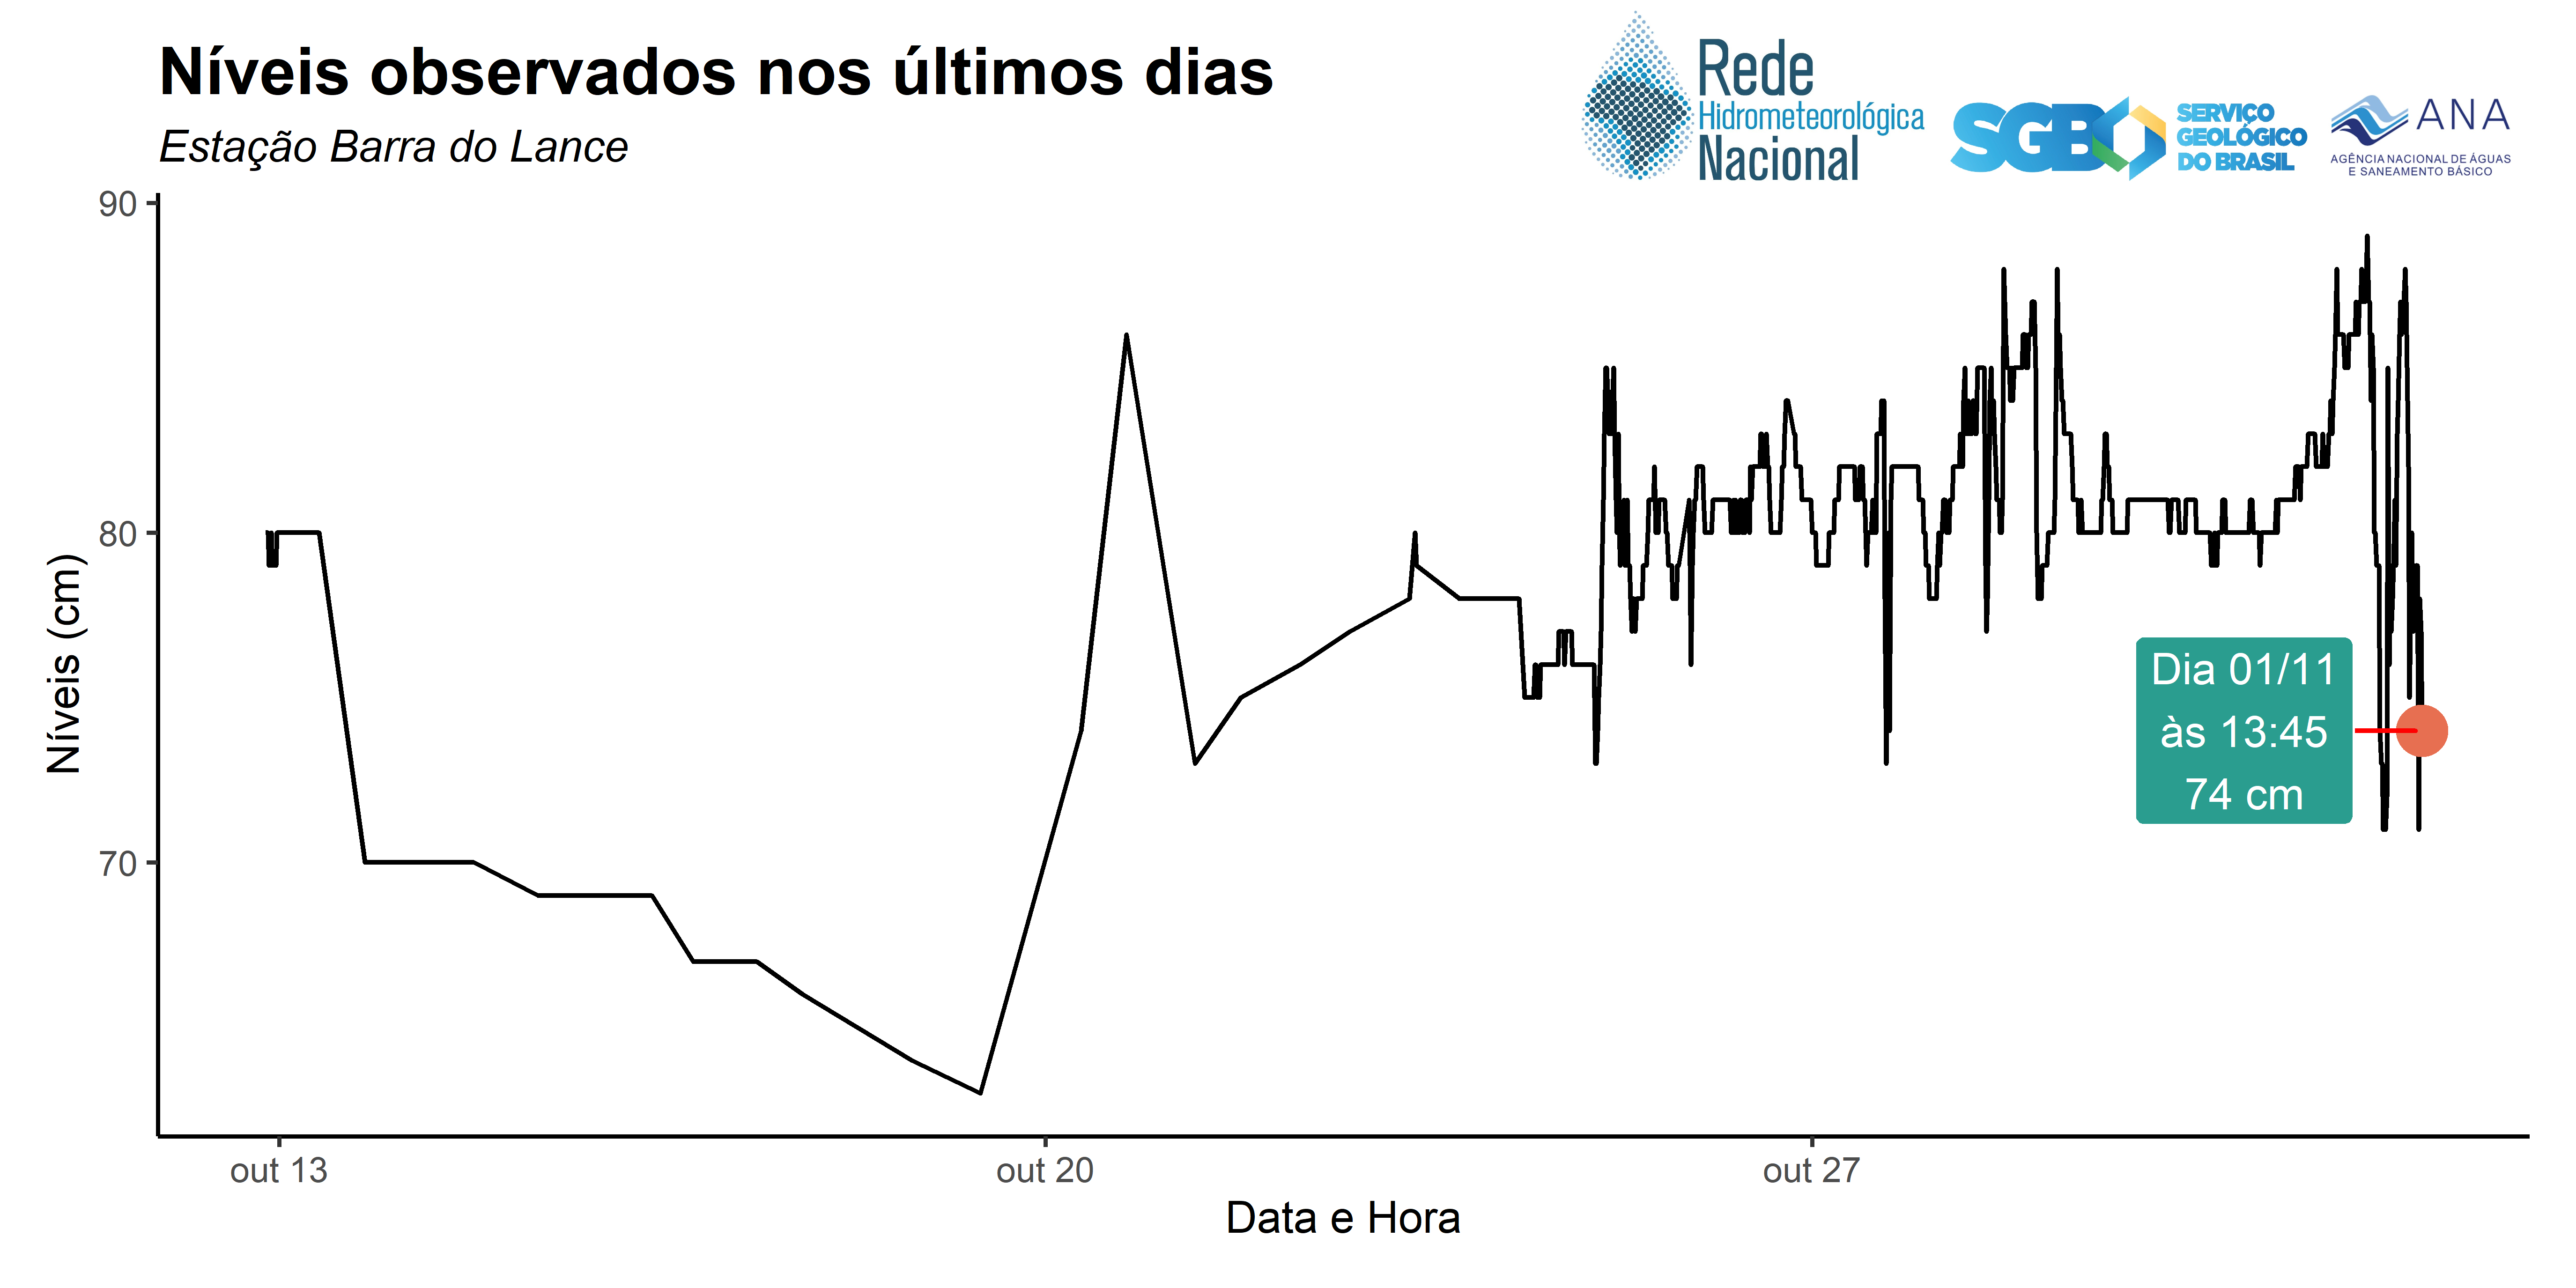 Níveis observados nos últimos dias
Estação Barra do Lance
Rede
Hidrometeorológica
Nacional
SGB
SERVIÇO
GEOLÓGICO
DO BRASIL
ANA
AGÊNCIA NACIONAL DE ÁGUAS
E SANEAMENTO BÁSICO
90
80
70
Níveis (cm)
Dia 01/11
às 13:45
74 cm
out 13
out 20
out 27
Data e Hora